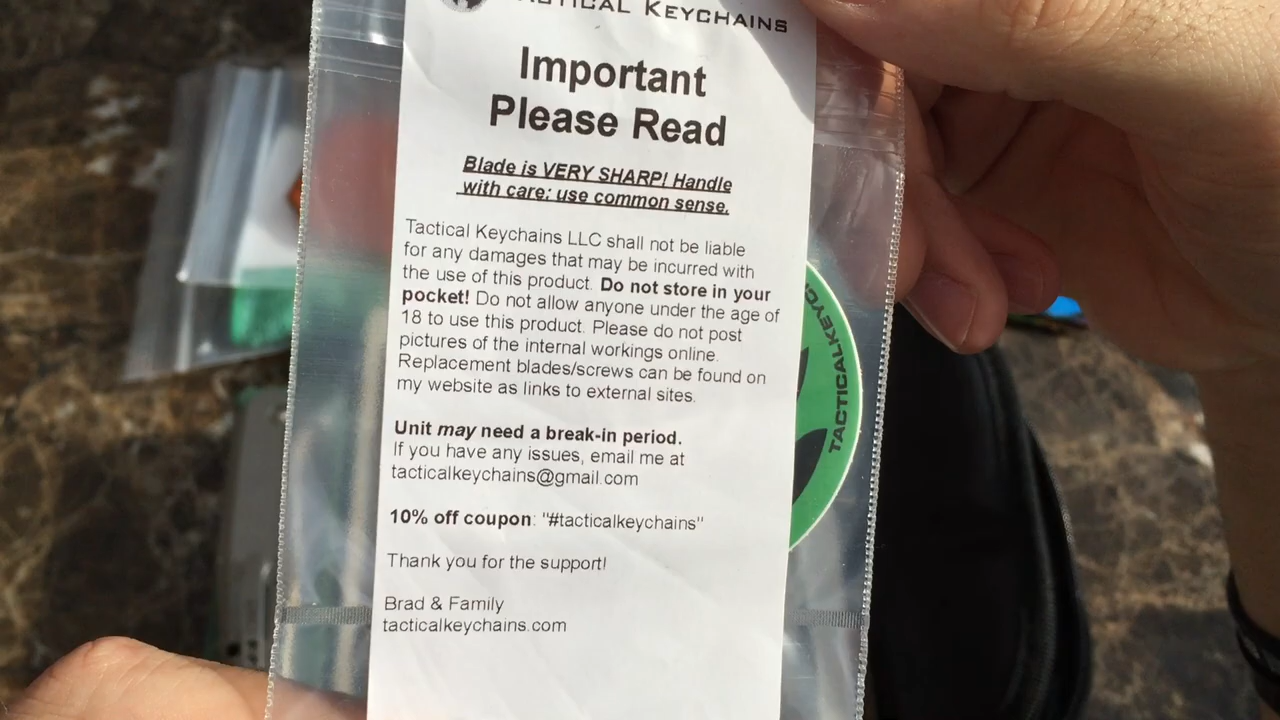 TACTICAL KEYCHAINS
Important
Please Read
Blade is VERY SHARP! Handle
with care; use common sense.
Tactical Keychains LLC shall not be liable
for any damages that may be incurred with
the use of this product. Do not store in your
pocket! Do not allow anyone under the age of
18 to use this product. Please do not post
pictures of the internal workings online.
Replacement blades/screws can be found on
my website as links to external sites.
Unit may need a break-in period.
If you have any issues, email me at
tacticalkeychains@gmail.com
10% off coupon: "#tacticalkeychains"
Thank you for the support!
Brad & Family
tacticalkeychains.com
TACTICALKEYC